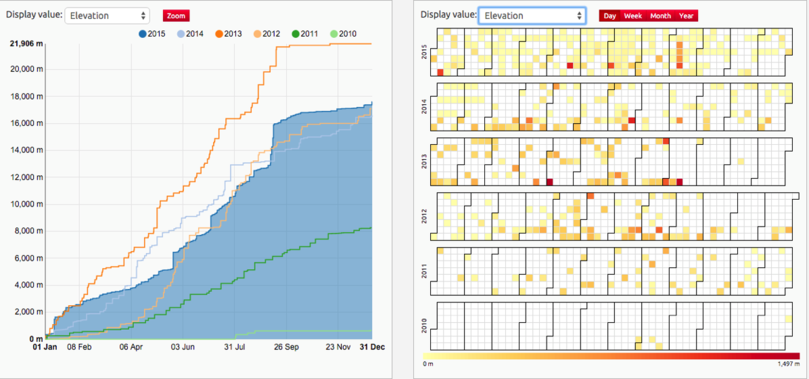 Display value: Elevation Zoom
2015 2014 2013 2012 2011 2010
21,906 m
20,000 m
18,000 m
16,000 m
14,000 m
12,000 m
10,000 m
8,000 m
6,000 m
4,000 m
2,000 m
0 m
01 Jan 08 Feb 06 Apr 03 Jun 31 Jul 26 Sep 23 Nov 31 Dec
Display value: Elevation Day Week Month Year
2015
2014
2013
2012
2011
2010
0 m 1,497 m